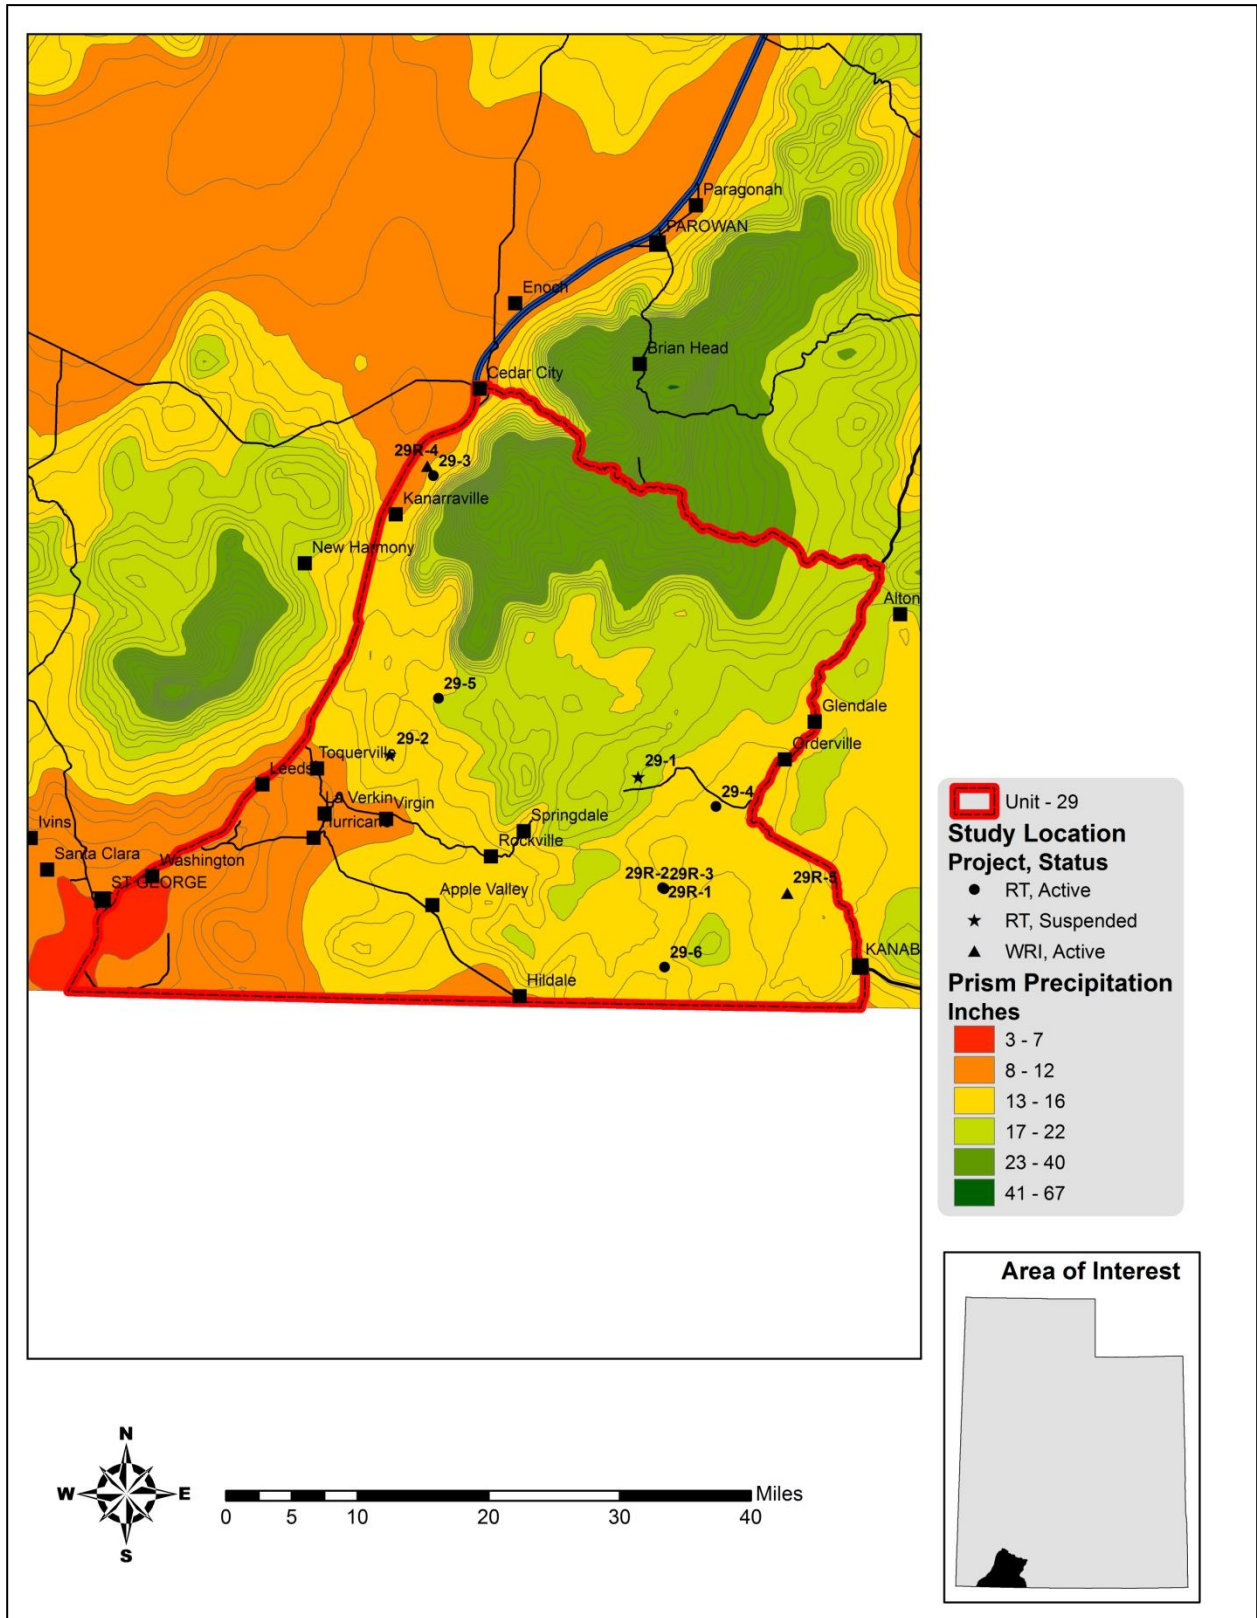 Paragonah
PAROWAN
Enoch
Brian Head
Cedar City
29R-4
29-3
Kanarraville
New Harmony
Alton
29-5
Glendale
29-2
Orderville
Toquerville
29-1
Leeds
29-4
La Verkin
Virgin
Hurricane
Springdale
Ivins
Rockville
Santa Clara
Washington
29R-2
29R-3
29R-5
ST GEORGE
Apple Valley
29R-1
29-6
KANAB
Hildale
Unit - 29
Study Location
Project, Status
RT, Active
RT, Suspended
WRI, Active
Prism Precipitation
Inches
3 - 7
8 - 12
13 - 16
17 - 22
23 - 40
41 - 67
Area of Interest
N
W
E
S
Miles
0 5 10 20 30 40